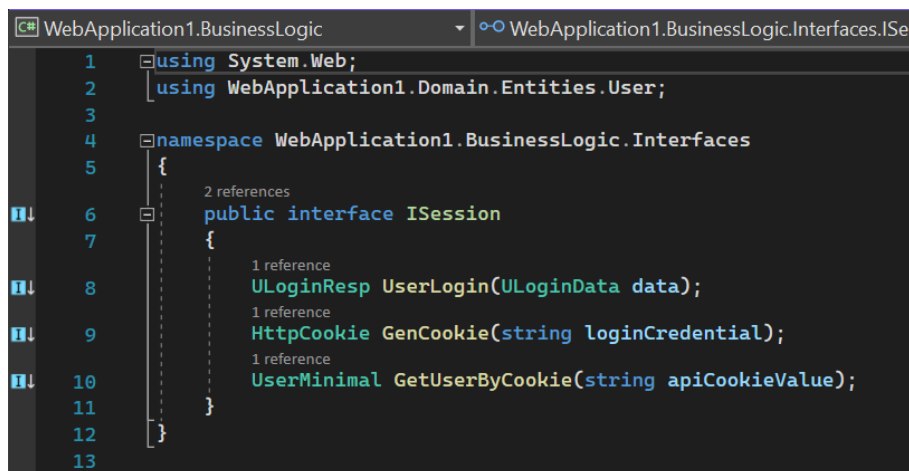 C# WebApplication1.BusinessLogic WebApplication1.BusinessLogic.Interfaces.ISe
1 using System.Web;
2 using WebApplication1.Domain.Entities.User;
3
4 namespace WebApplication1.BusinessLogic.Interfaces
5 {
2 references
6 public interface ISession
7 {
1 reference
8 ULoginResp UserLogin(ULoginData data);
1 reference
9 HttpCookie GenCookie(string loginCredential);
1 reference
10 UserMinimal GetUserByCookie(string apiCookieValue);
11 }
12 }
13